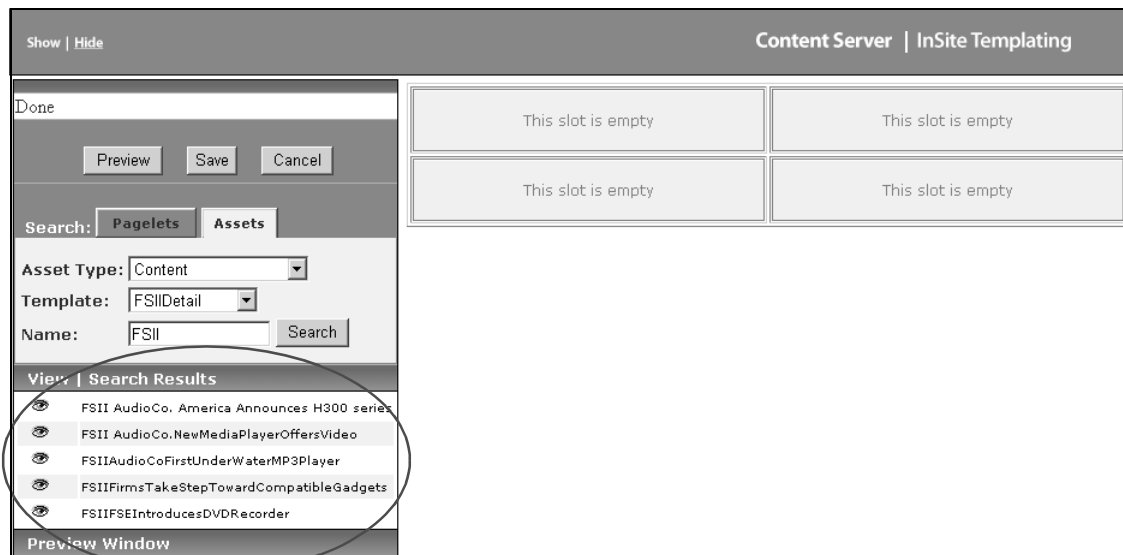 Show | Hide
Content Server | InSite Templating
Done
Preview Save Cancel
Search: Pagelets Assets
Asset Type: Content
Template: FSIIDetail
Name: FSII Search
View | Search Results
FSII AudioCo. America Announces H300 series
FSII AudioCo.NewMediaPlayerOffersVideo
FSIIAudioCoFirstUnderWaterMP3Player
FSIIFirmsTakeStepTowardCompatibleGadgets
FSIIFSEIntroducesDVDRecorder
Preview Window
This slot is empty This slot is empty
This slot is empty This slot is empty